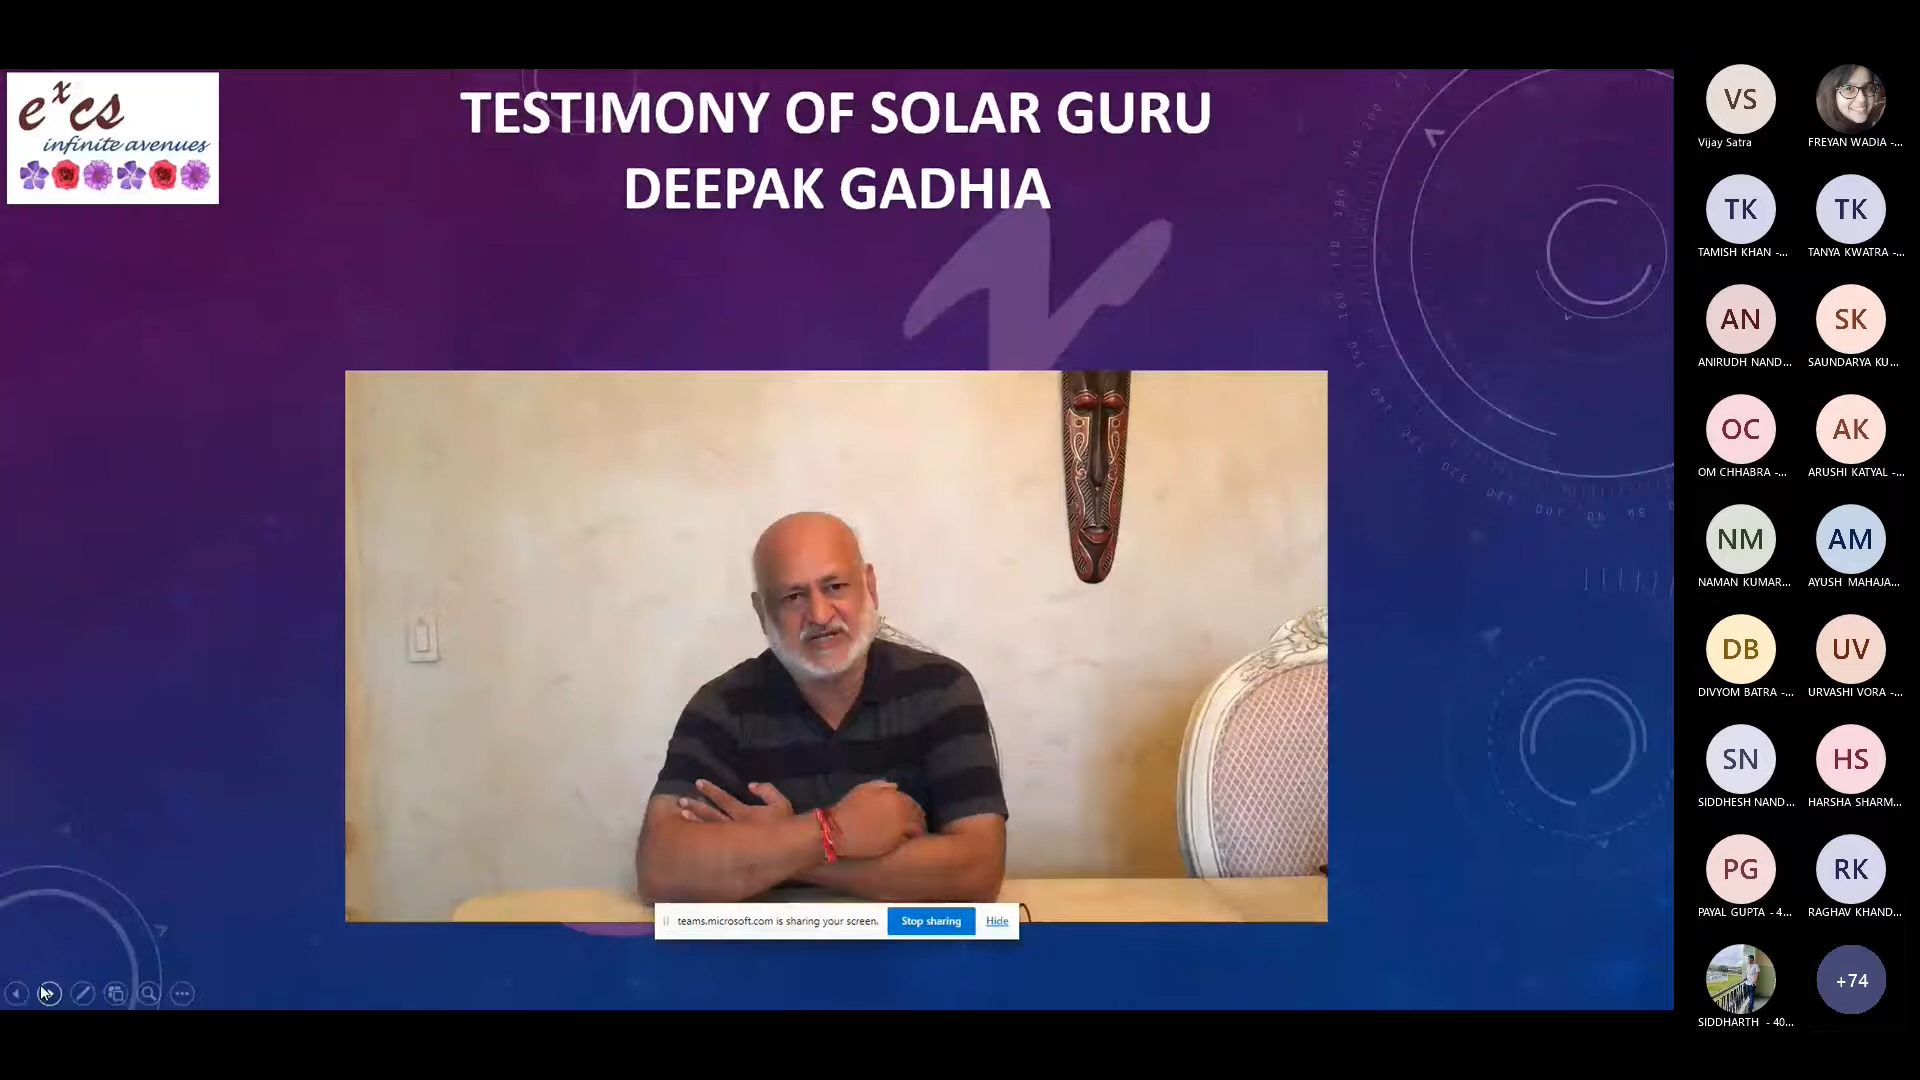 excs
infinite avenues
TESTIMONY OF SOLAR GURU
DEEPAK GADHIA
teams.microsoft.com is sharing your screen.
Stop sharing
Hide
VS
Vijay Satra
FREYAN WADIA -...
TK
TAMISH KHAN -...
TK
TANYA KWATRA -...
AN
ANIRUDH NAND...
SK
SAUNDARYA KU...
OC
OM CHHABRA -...
AK
ARUSHI KATYAL -...
NM
NAMAN KUMAR...
AM
AYUSH MAHAJA...
DB
DIVYOM BATRA -...
UV
URVASHI VORA -...
SN
SIDDHESH NAND...
HS
HARSHA SHARM...
PG
PAYAL GUPTA - 4...
RK
RAGHAV KHAND...
SIDDHARTH - 40...
+74